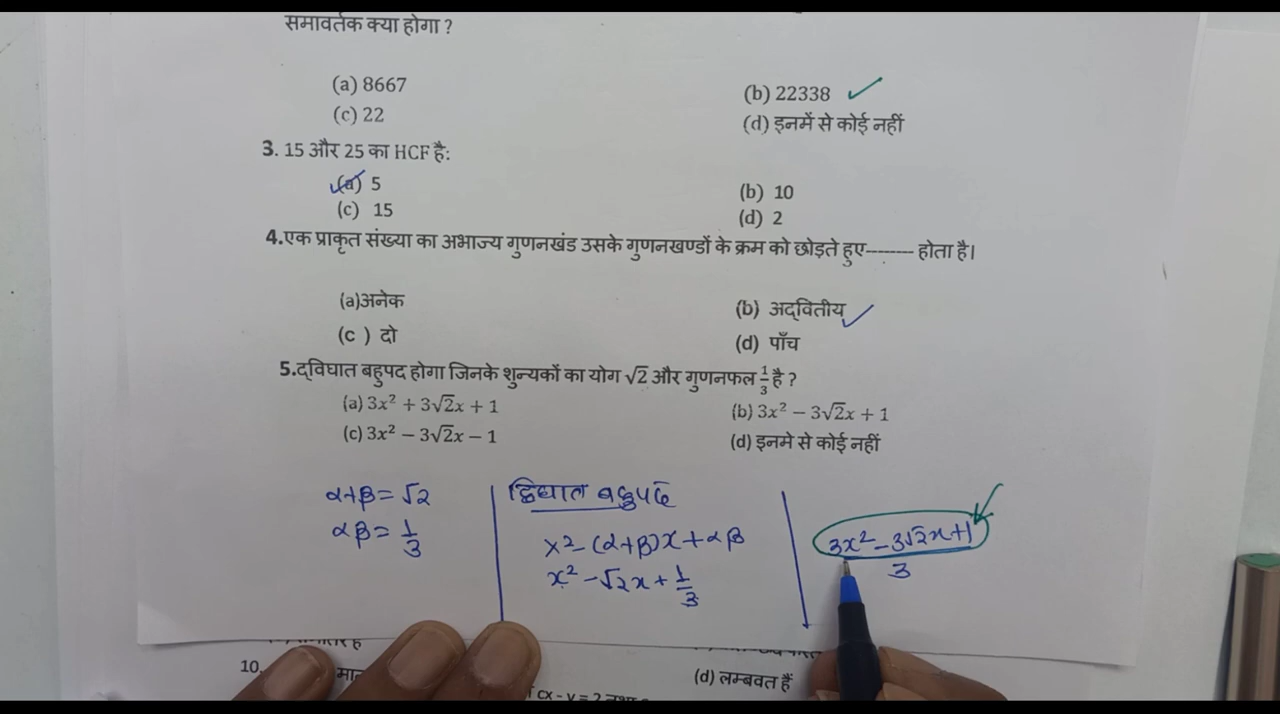 समावर्तक क्या होगा ?
(a) 8667 (b) 22338
(c) 22 (d) इनमें से कोई नहीं
3. 15 और 25 का HCF है:
(a) 5 (b) 10
(c) 15 (d) 2
4.एक प्राकृत संख्या का अभाज्य गुणनखंड उसके गुणनखण्डों के क्रम को छोड़ते हुए-------- होता है।
(a)अनेक (b) अद्वितीय
(c ) दो (d) पाँच
5.द्विघात बहुपद होगा जिनके शुन्यकों का योग √2 और गुणनफल 1/3 है ?
(a) 3x² + 3√2x + 1 (b) 3x² − 3√2x + 1
(c) 3x² − 3√2x − 1 (d) इनमे से कोई नहीं
α+β = √2
αβ = 1/3
द्विघात बहुपद
x²-(α+β)x+αβ
x²-√2x+1/3
3x²-3√2x+1
3
10.
(d) लम्बवत हैं
cx - y = 2